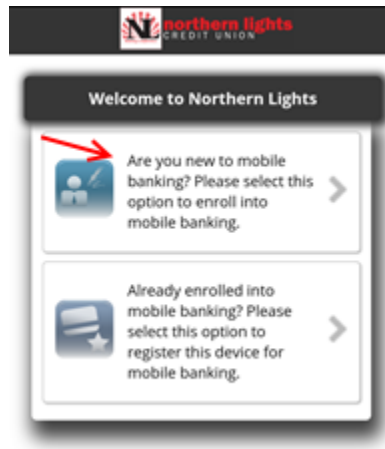 NL northern lights
CREDIT UNION
Welcome to Northern Lights
Are you new to mobile
banking? Please select this
option to enroll into
mobile banking.
Already enrolled into
mobile banking? Please
select this option to
register this device for
mobile banking.